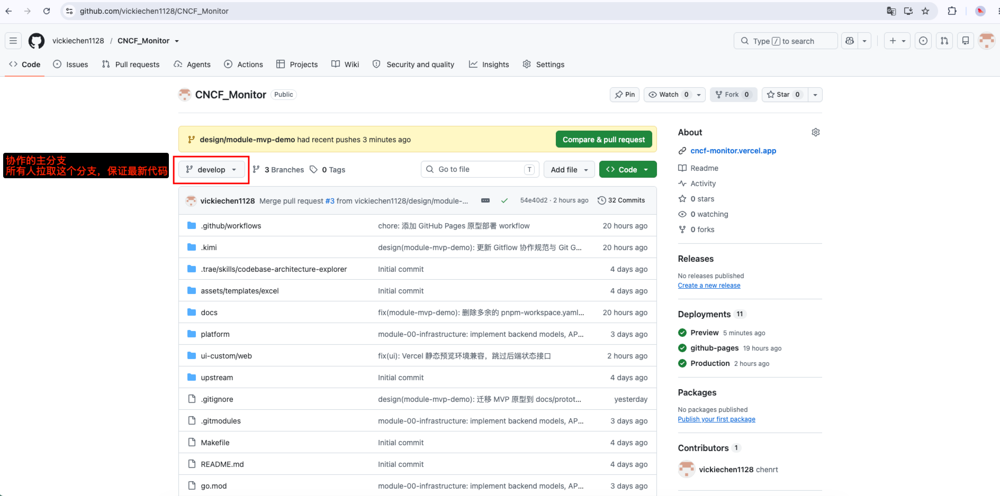 github.com/vickiechen1128/CNCF_Monitor
vickiechen1128 / CNCF_Monitor
Type / to search
Code
Issues
Pull requests
Agents
Actions
Projects
Wiki
Security and quality
Insights
Settings
CNCF_Monitor Public
Pin
Watch 0
Fork 0
Star 0
design/module-mvp-demo had recent pushes 3 minutes ago
Compare & pull request
协作的主分支
所有人拉取这个分支，保证最新代码
develop
3 Branches
0 Tags
Go to file T
Add file
Code
vickiechen1128 Merge pull request #3 from vickiechen1128/design/module-... 54e40d2 · 2 hours ago 32 Commits
.github/workflows chore: 添加 GitHub Pages 原型部署 workflow 20 hours ago
.kimi design(module-mvp-demo): 更新 Gitflow 协作规范与 Git G... 20 hours ago
.trae/skills/codebase-architecture-explorer Initial commit 4 days ago
assets/templates/excel Initial commit 4 days ago
docs fix(module-mvp-demo): 删除多余的 pnpm-workspace.yaml... 20 hours ago
platform module-00-infrastructure: implement backend models, AP... 3 days ago
ui-custom/web fix(ui): Vercel 静态预览环境兼容，跳过后端状态接口 2 hours ago
upstream Initial commit 4 days ago
.gitignore design(module-mvp-demo): 迁移 MVP 原型到 docs/protot... yesterday
.gitmodules module-00-infrastructure: implement backend models, AP... 3 days ago
Makefile Initial commit 4 days ago
README.md Initial commit 4 days ago
go.mod module-00-infrastructure: implement backend models, AP... 3 days ago
About
cncf-monitor.vercel.app
Readme
Activity
0 stars
0 watching
0 forks
Releases
No releases published
Create a new release
Deployments 11
Preview 5 minutes ago
github-pages 19 hours ago
Production 2 hours ago
Packages
No packages published
Publish your first package
Contributors 1
vickiechen1128 chenrt